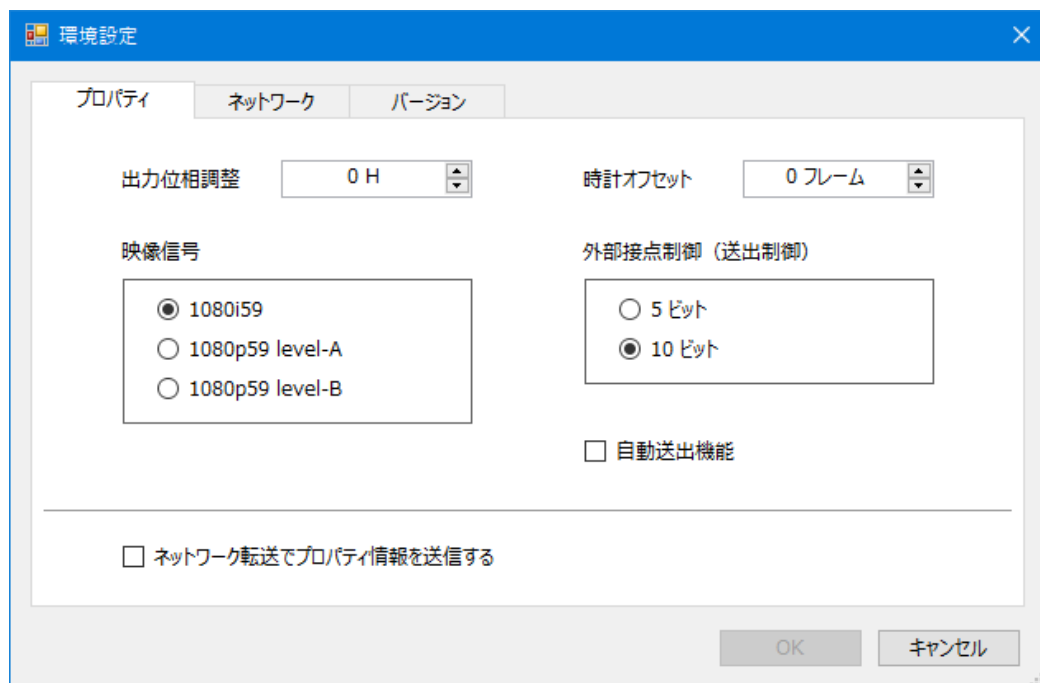 環境設定
プロパティ ネットワーク バージョン
出力位相調整 0 H 時計オフセット 0 フレーム
映像信号 外部接点制御（送出制御）
1080i59 5 ビット
1080p59 level-A 10 ビット
1080p59 level-B
自動送出機能
ネットワーク転送でプロパティ情報を送信する
OK キャンセル